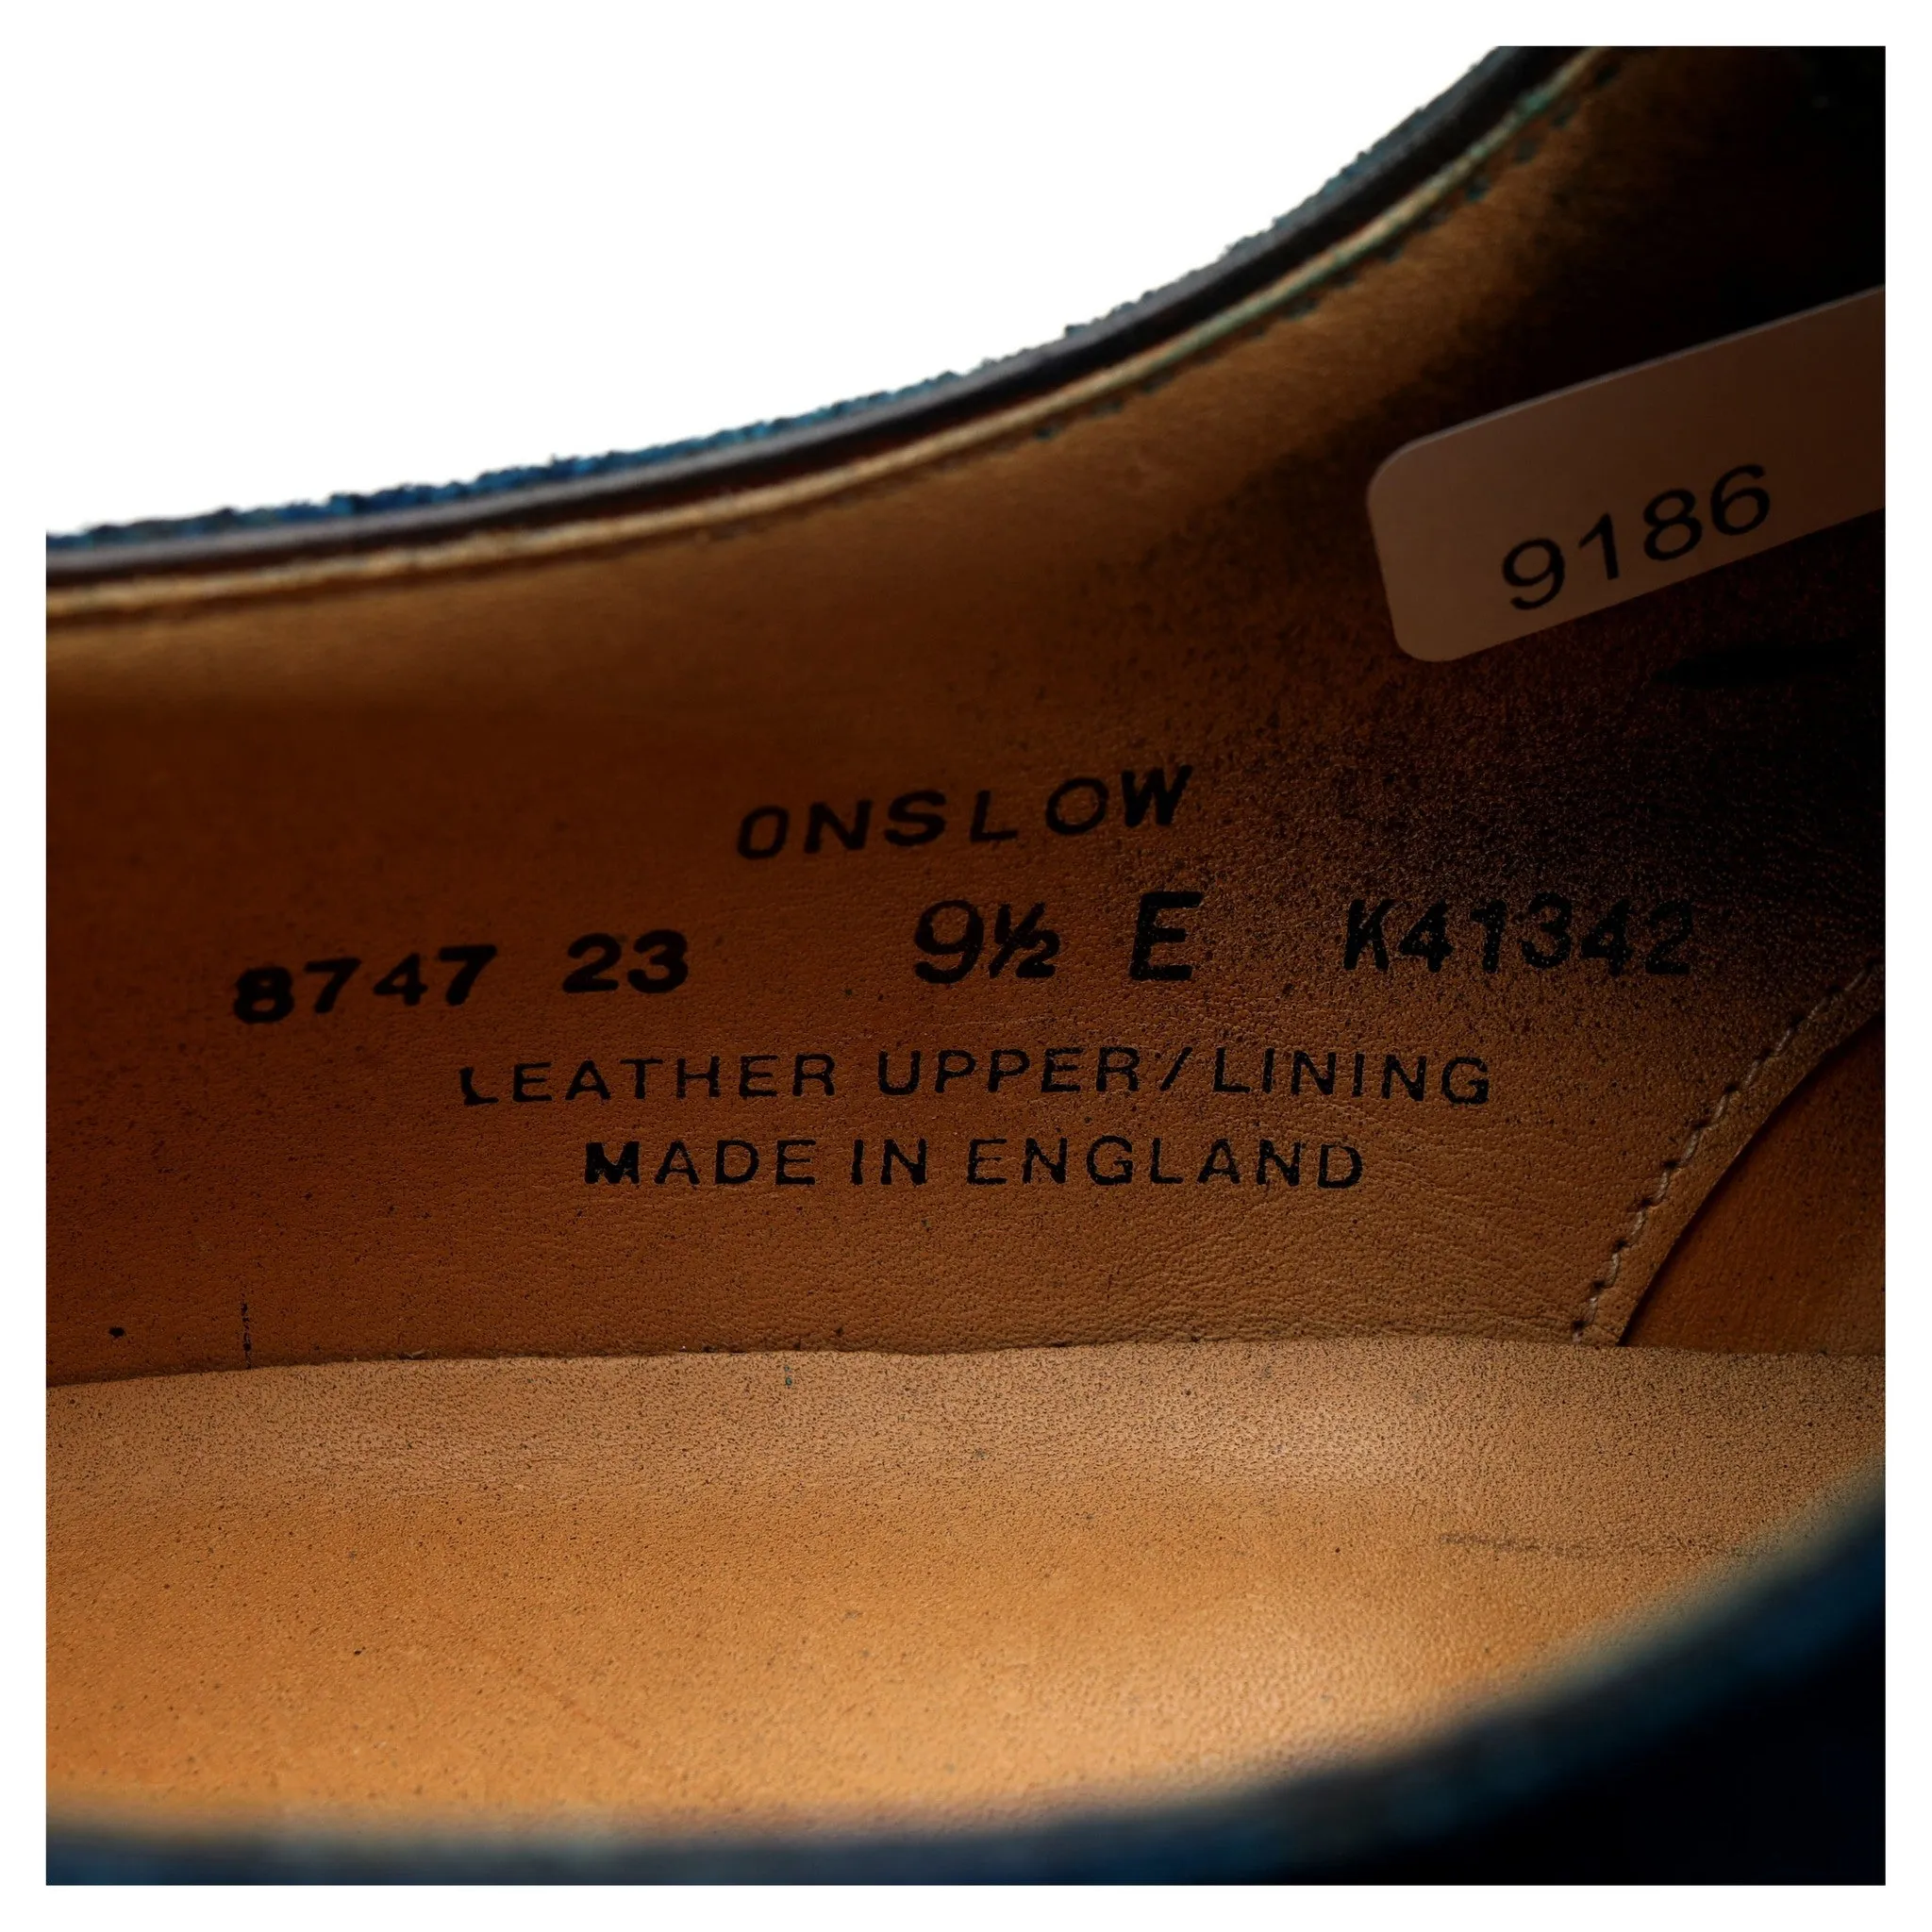 9186
ONSLOW
8747 23 9½ E K41342
LEATHER UPPER/LINING
MADE IN ENGLAND